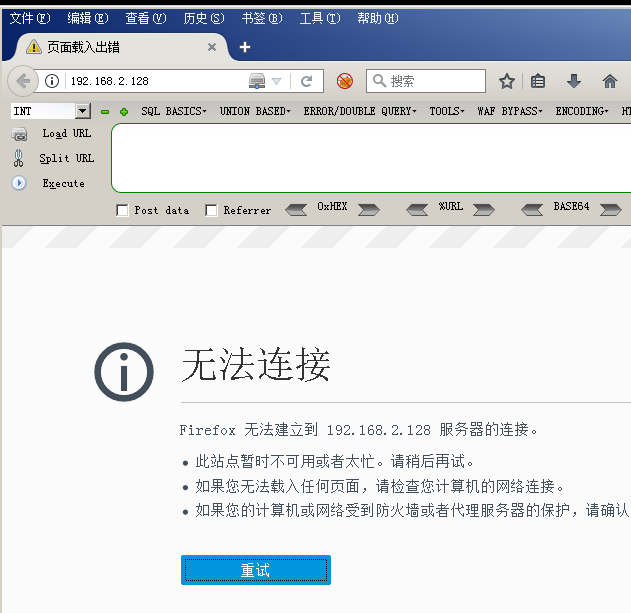 文件(F) 编辑(E) 查看(V) 历史(S) 书签(B) 工具(T) 帮助(H)
页面载入出错
192.168.2.128 搜索
INT SQL BASICS UNION BASED ERROR/DOUBLE QUERY TOOLS WAF BYPASS ENCODING
Load URL
Split URL
Execute
Post data Referrer 0xHEX %URL BASE64
无法连接
Firefox 无法建立到 192.168.2.128 服务器的连接。
此站点暂时不可用或者太忙。请稍后再试。
如果您无法载入任何页面，请检查您计算机的网络连接。
如果您的计算机或网络受到防火墙或者代理服务器的保护，请确认
重试